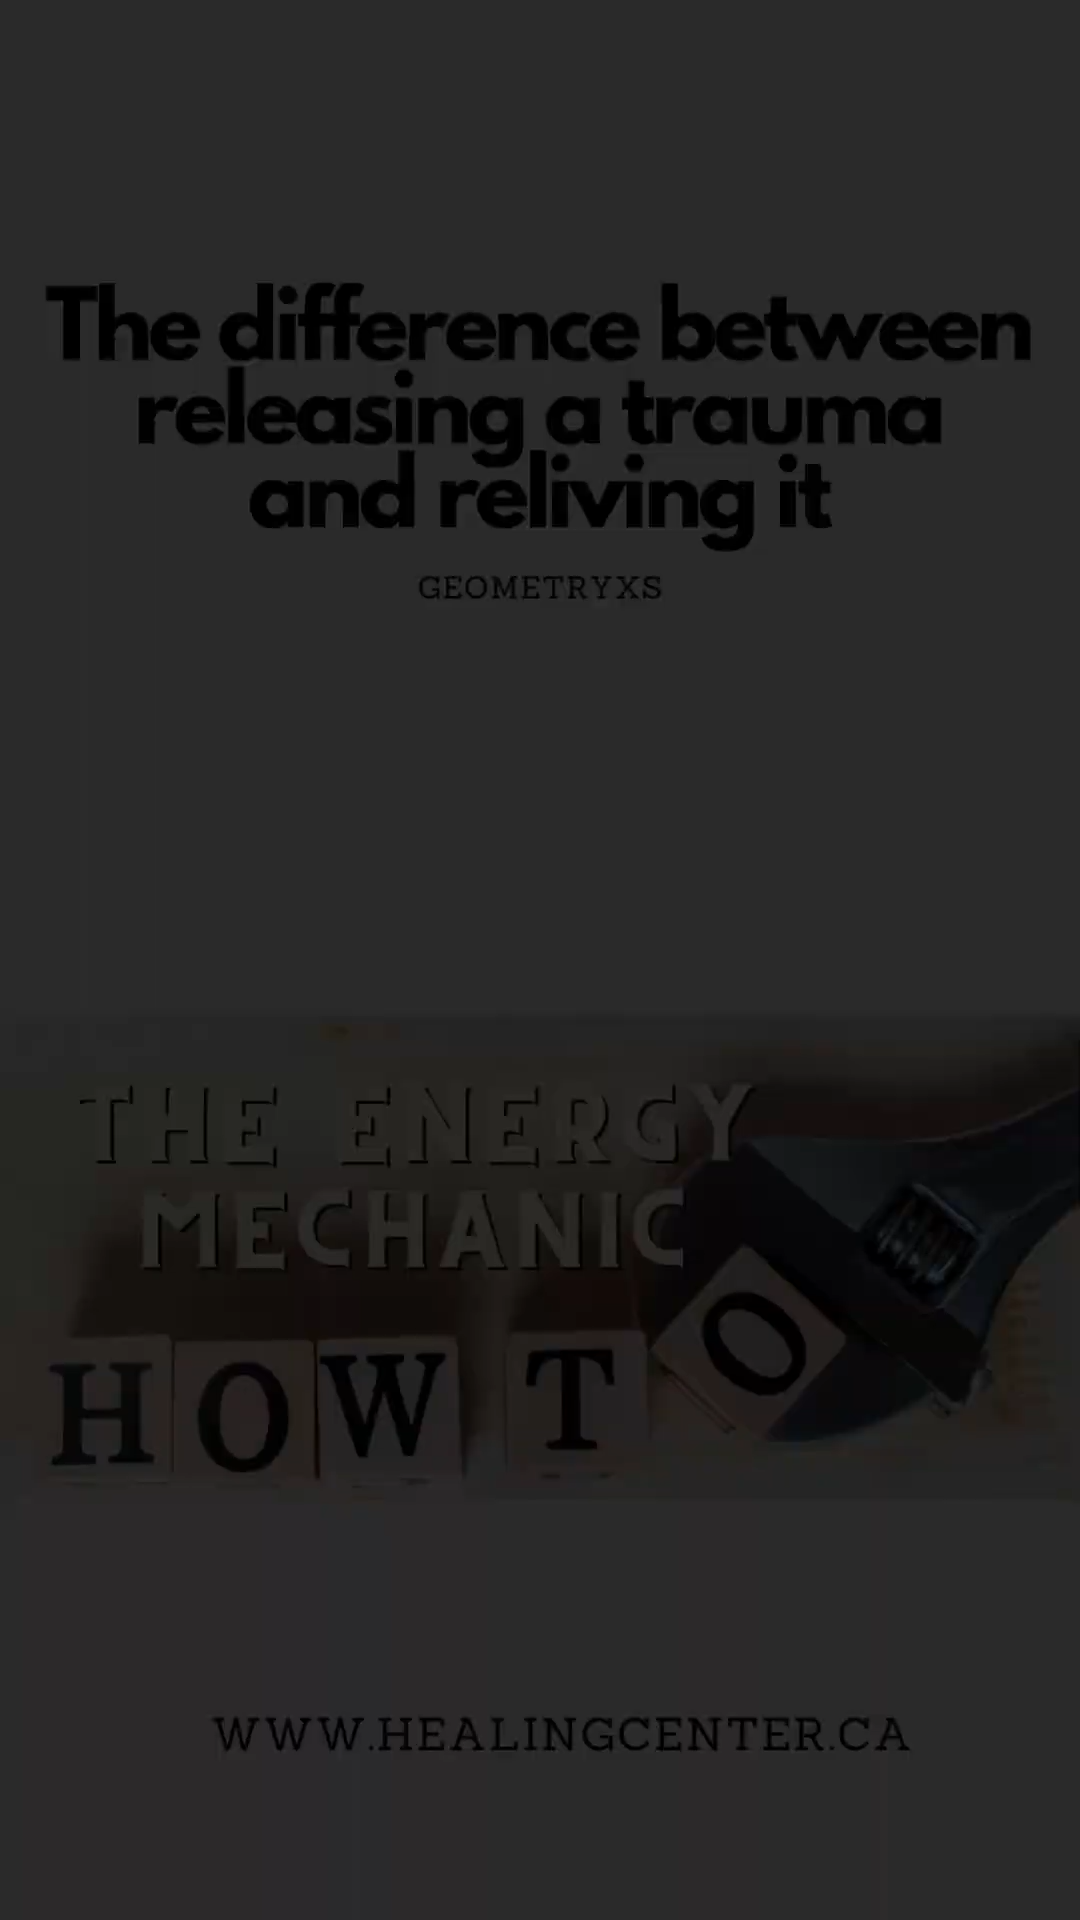 The difference between
releasing a trauma
and reliving it
GEOMETRYXS
THE ENERGY
MECHANIC
HOW TO
WWW.HEALINGCENTER.CA